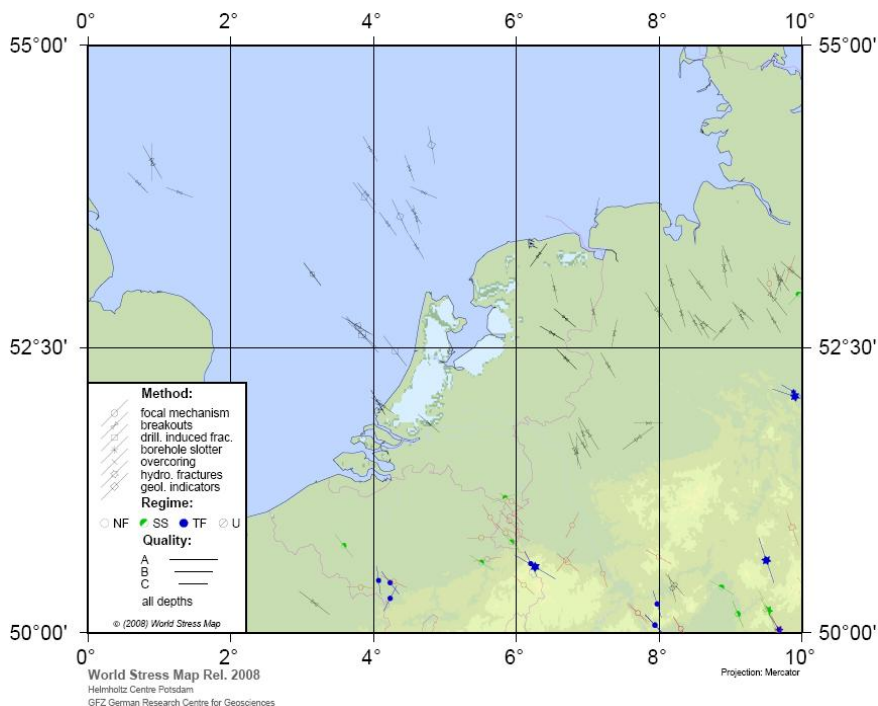 0° 2° 4° 6° 8° 10°
55°00' 55°00'
52°30' 52°30'
Method:
focal mechanism
breakouts
drill. induced frac.
borehole slotter
overcoring
hydro. fractures
geol. indicators
Regime:
NF SS TF U
Quality:
A
B
C
all depths
© (2008) World Stress Map
50°00' 50°00'
0° 2° 4° 6° 8° 10°
World Stress Map Rel. 2008
Projection: Mercator
Helmholtz Centre Potsdam
GFZ German Research Centre for Geosciences